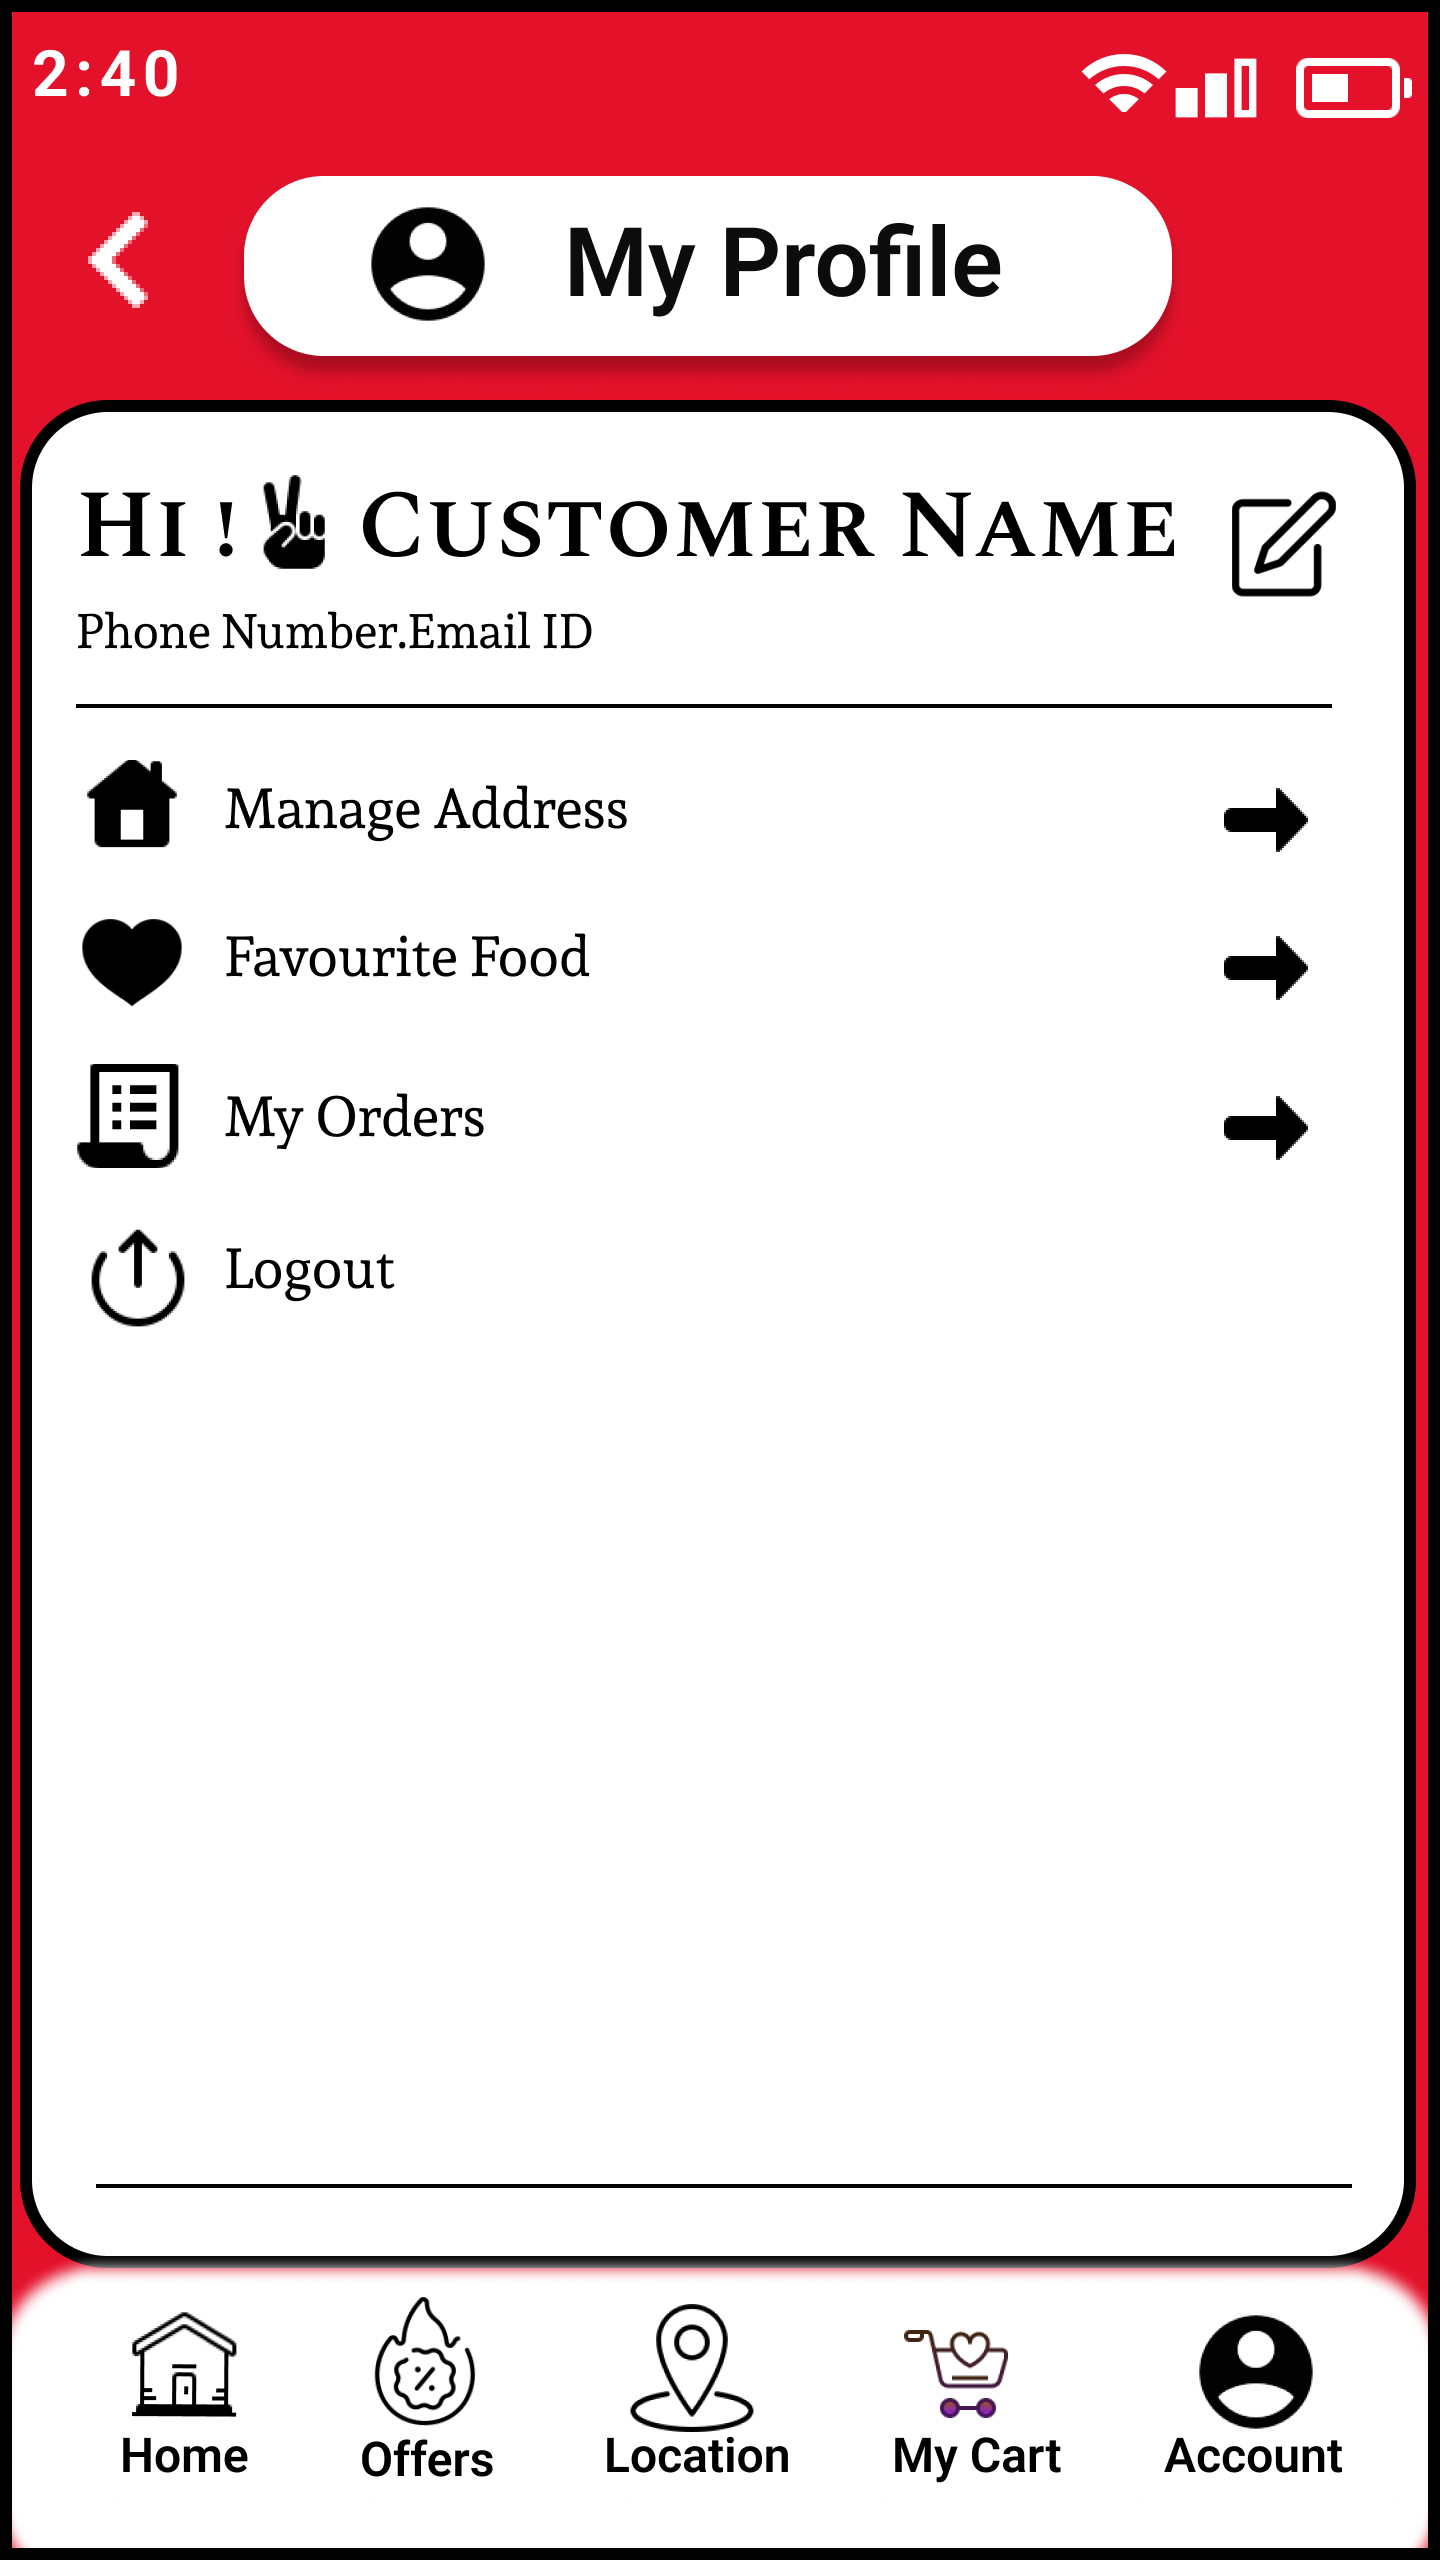 2:40
My Profile
Hi ! Customer Name
Phone Number.Email ID
Manage Address
Favourite Food
My Orders
Logout
Home
Offers
Location
My Cart
Account